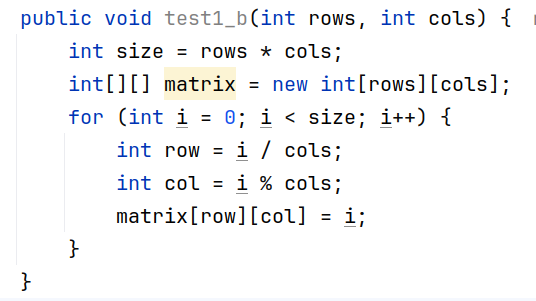 public void test1_b(int rows, int cols) {
int size = rows * cols;
int[][] matrix = new int[rows][cols];
for (int i = 0; i < size; i++) {
int row = i / cols;
int col = i % cols;
matrix[row][col] = i;
}
}